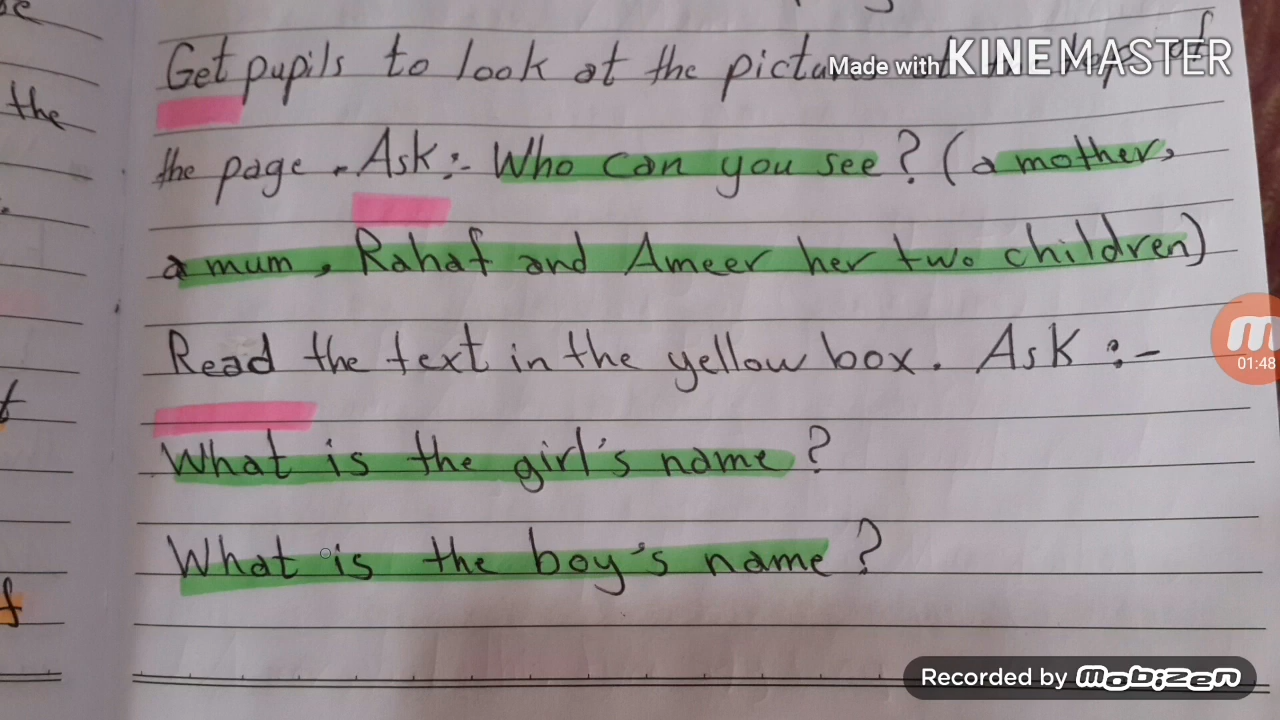 the
Get pupils to look at the of
the page. Ask:- Who can you see? (a mother,
a mum, Rahaf and Ameer her two children)
Read the text in the yellow box. Ask :-
What is the girl's name?
What is the boy's name?
Made with KINEMASTER
01:48
Recorded by mobizen